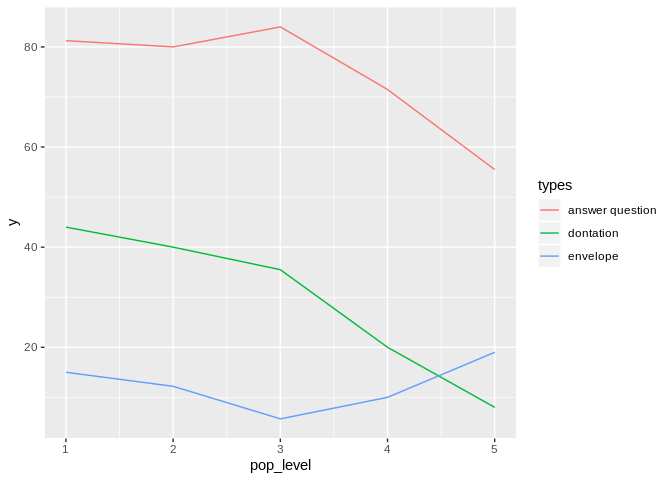 80
60
40
20
y
1 2 3 4 5
pop_level
types
answer question
dontation
envelope